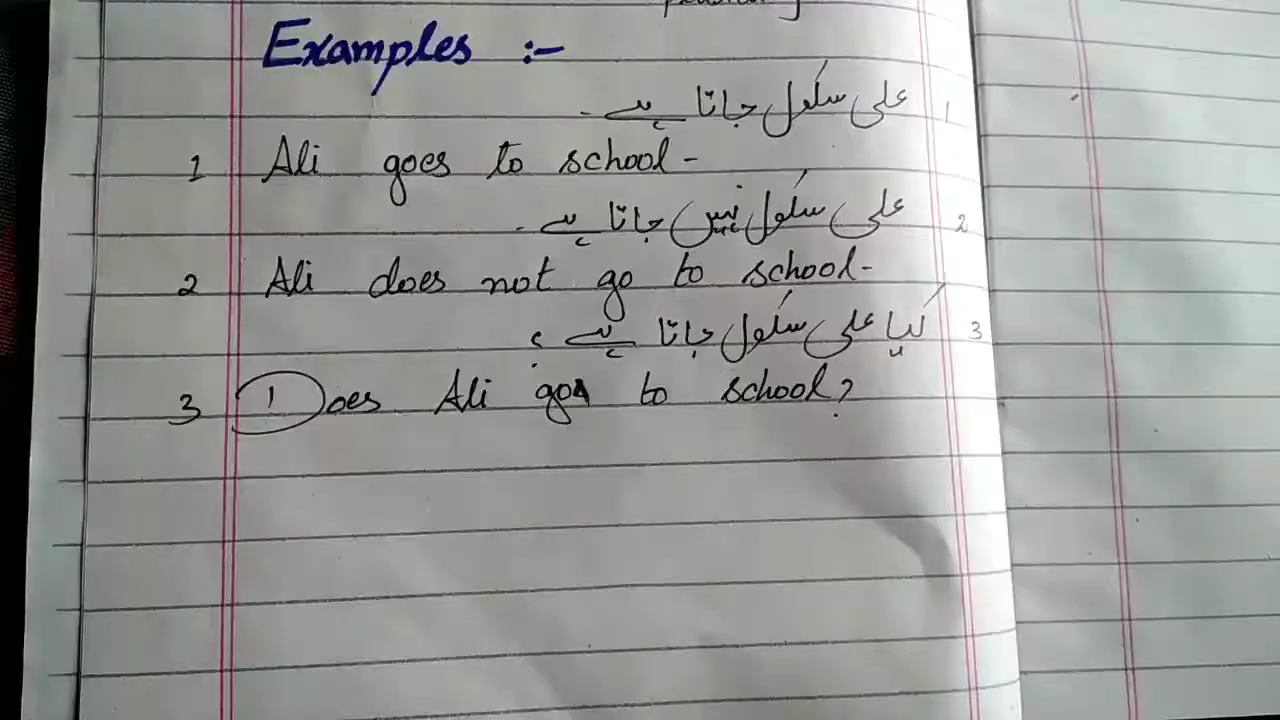 Examples :-
علی سکول جاتا ہے۔ 1
1 Ali goes to school-
علی سکول نہیں جاتا ہے۔ 2
2 Ali does not go to school-
کیا علی سکول جاتا ہے؟ 3
3 Does Ali go to school?